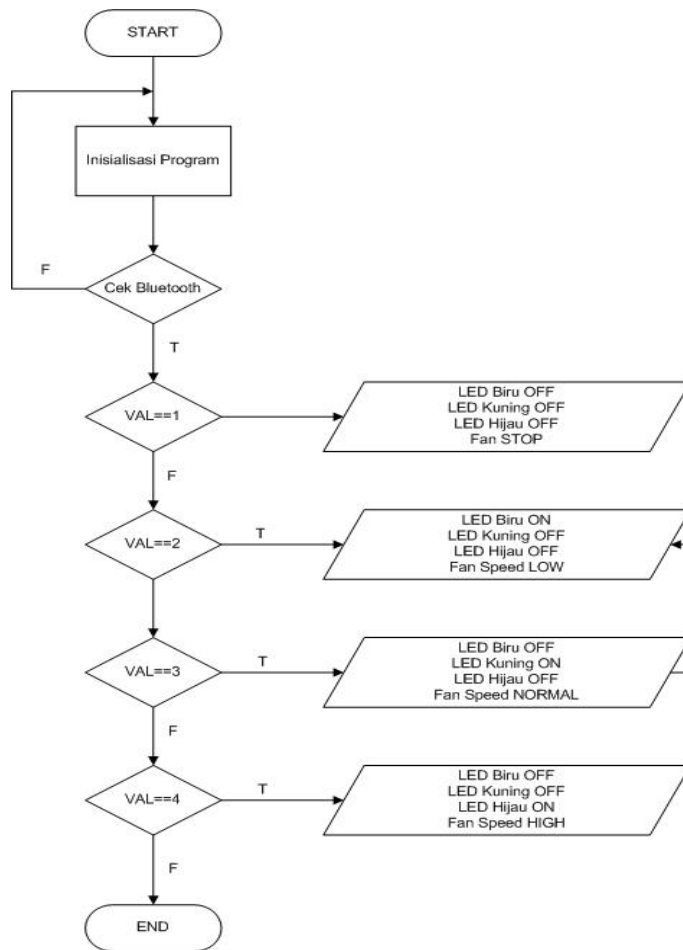 START
Inisialisasi Program
F
Cek Bluetooth
T
VAL==1
LED Biru OFF
LED Kuning OFF
LED Hijau OFF
Fan STOP
F
VAL==2
T
LED Biru ON
LED Kuning OFF
LED Hijau OFF
Fan Speed LOW
VAL==3
T
LED Biru OFF
LED Kuning ON
LED Hijau OFF
Fan Speed NORMAL
F
VAL==4
T
LED Biru OFF
LED Kuning OFF
LED Hijau ON
Fan Speed HIGH
F
END